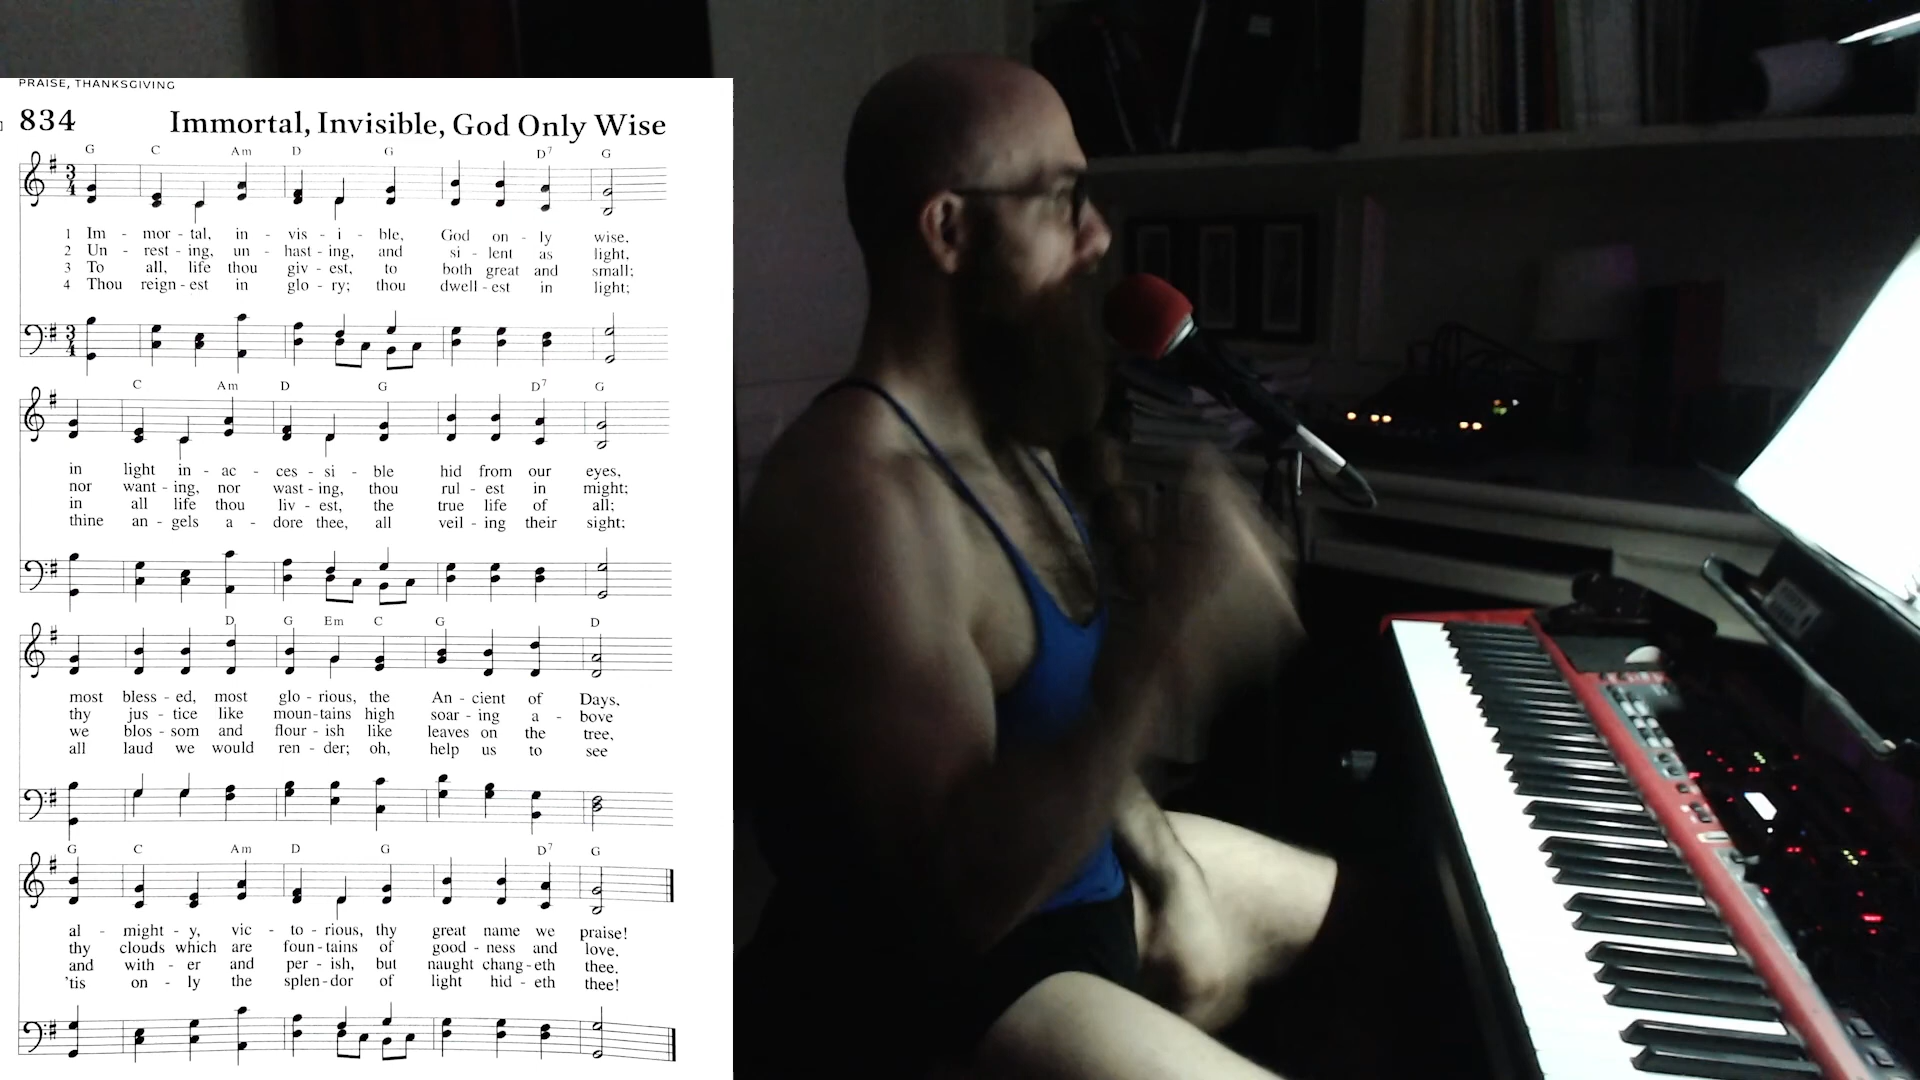 PRAISE, THANKSGIVING
834 Immortal, Invisible, God Only Wise
G C Am D G D7 G
3 4
1 Im - mor - tal, in - vis - i - ble, God on - ly wise,
2 Un - rest - ing, un - hast - ing, and si - lent as light,
3 To all, life thou giv - est, to both great and small;
4 Thou reign - est in glo - ry; thou dwell - est in light;
3 4
C Am D G D7 G
in light in - ac - ces - si - ble hid from our eyes,
nor want - ing, nor wast - ing, thou rul - est in might;
in all life thou liv - est, the true life of all;
thine an - gels a - dore thee, all veil - ing their sight;
D G Em C G D
most bless - ed, most glo - rious, the An - cient of Days,
thy jus - tice like moun - tains high soar - ing a - bove
we blos - som and flour - ish like leaves on the tree,
all laud we would ren - der; oh, help us to see
G C Am D G D7 G
al - might - y, vic - to - rious, thy great name we praise!
thy clouds which are foun - tains of good - ness and love.
and with - er and per - ish, but naught chang - eth thee.
'tis on - ly the splen - dor of light hid - eth thee!